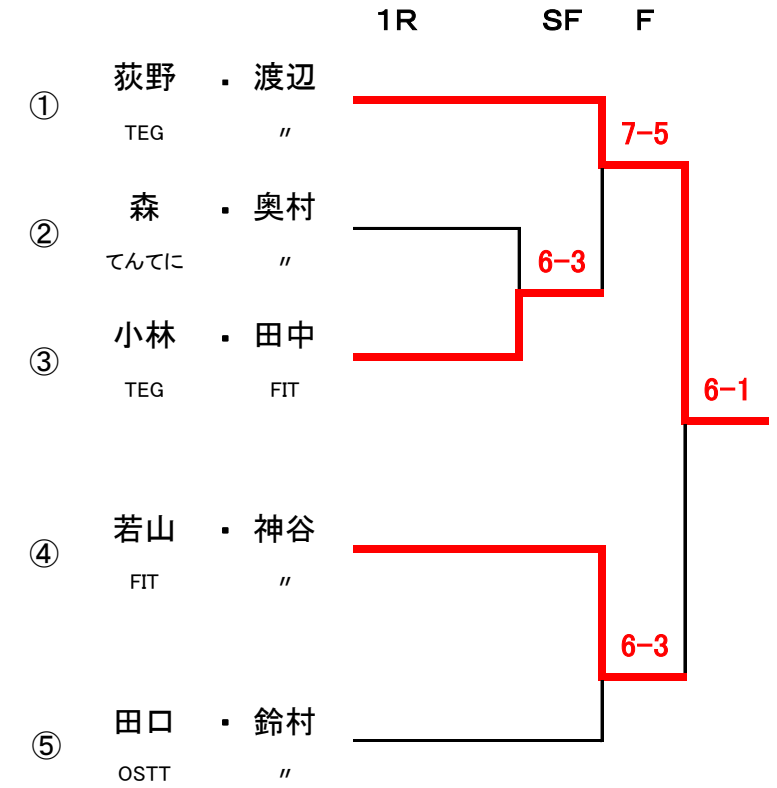 1R SF F
荻野 ・ 渡辺
①
TEG 〃
7-5
森 ・ 奥村
②
てんてに 〃
6-3
小林 ・ 田中
③
TEG FIT
6-1
若山 ・ 神谷
④
FIT 〃
6-3
田口 ・ 鈴村
⑤
OSTT 〃